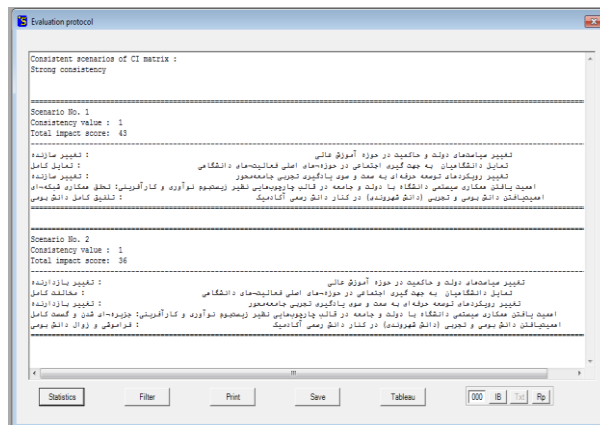 Evaluation protocol
Consistent scenarios of CI matrix :
Strong consistency
Scenario No. 1
Consistency value : 1
Total impact score: 43
تغییر سیاستهای دولت و حاکمیت در حوزه آموزش عالی : تغییر سازنده
تمایل دانشگاهیان به جهت گیری اجتماعی در حوزه¬های اصلی فعالیت¬های دانشگاهی : تمایل کامل
تغییر رویکردهای توسعه حرفه ای به سمت و سوی یادگیری تجربی جامعه¬محور : تغییر سازنده
اهمیت یافتن همکاری سیستمی دانشگاه با دولت و جامعه در قالب چارچوب¬هایی نظیر زیستبوم نوآوری و کارآفرینی: تحقق همکاری شبکه¬ای
اهمیت¬یافتن دانش بومی و تجربی (دانش شهروندی) در کنار دانش رسمی آکادمیک : تلفیق کامل دانش بومی
Scenario No. 2
Consistency value : 1
Total impact score: 36
تغییر سیاستهای دولت و حاکمیت در حوزه آموزش عالی : تغییر بازدارنده
تمایل دانشگاهیان به جهت گیری اجتماعی در حوزه¬های اصلی فعالیت¬های دانشگاهی : مخالفت کامل
تغییر رویکردهای توسعه حرفه ای به سمت و سوی یادگیری تجربی جامعه¬محور : تغییر بازدارنده
اهمیت یافتن همکاری سیستمی دانشگاه با دولت و جامعه در قالب چارچوب¬هایی نظیر زیستبوم نوآوری و کارآفرینی: جزیره¬ای شدن و گسست کامل
اهمیت¬یافتن دانش بومی و تجربی (دانش شهروندی) در کنار دانش رسمی آکادمیک : فراموشی و زوال دانش بومی
Statistics Filter Print Save Tableau 000 IB Txt Rp